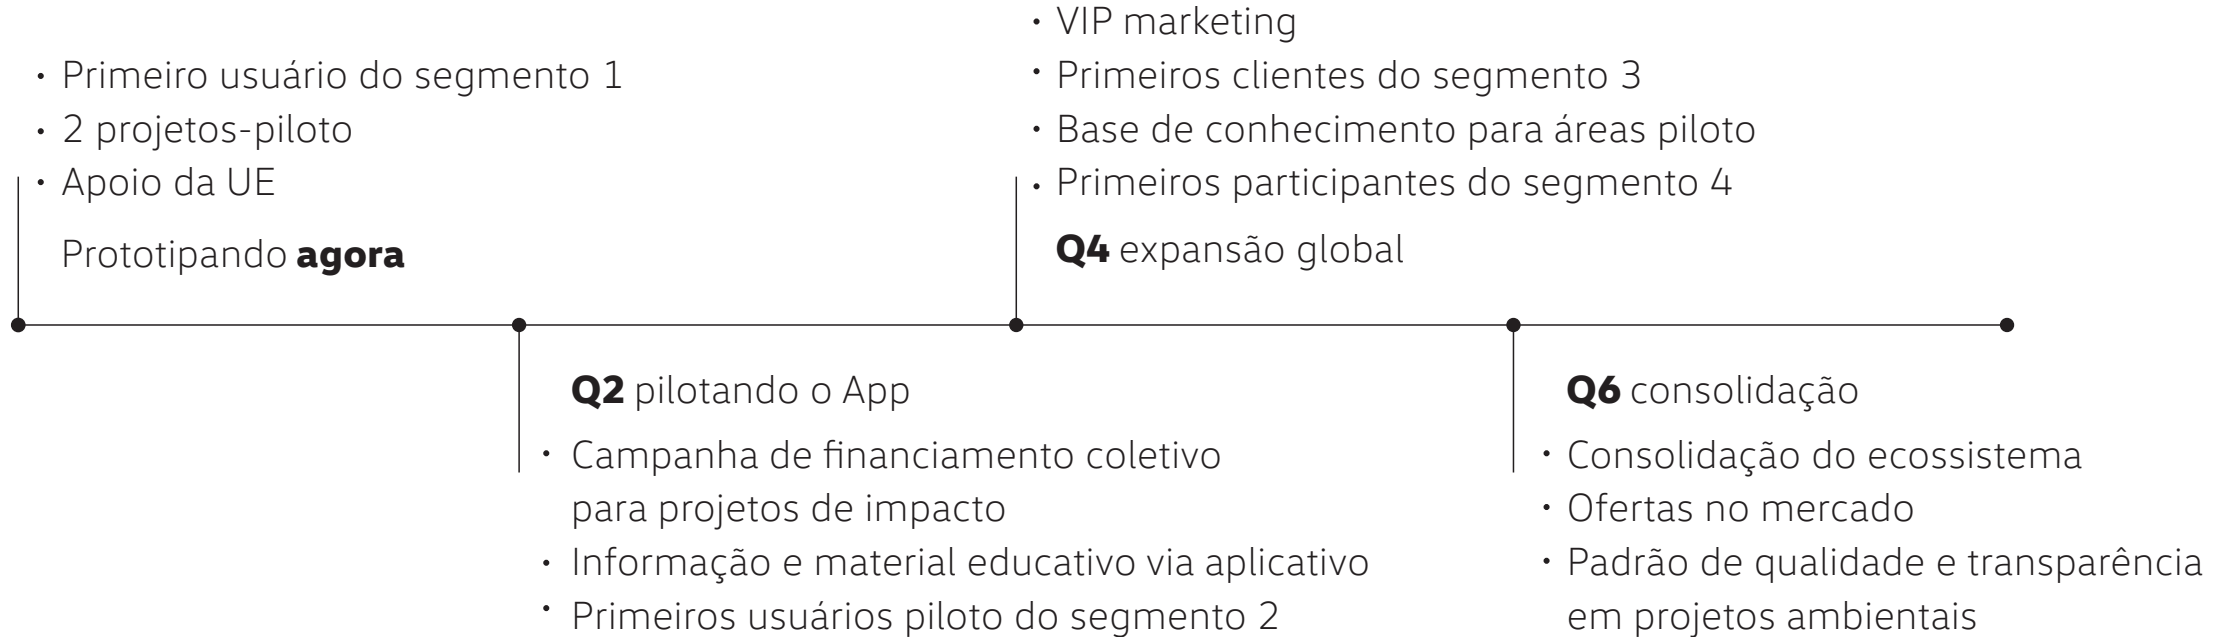 • Primeiro usuário do segmento 1
• 2 projetos-piloto
• Apoio da UE
Prototipando agora
Q2 pilotando o App
• Campanha de financiamento coletivo
para projetos de impacto
• Informação e material educativo via aplicativo
• Primeiros usuários piloto do segmento 2
• VIP marketing
• Primeiros clientes do segmento 3
• Base de conhecimento para áreas piloto
• Primeiros participantes do segmento 4
Q4 expansão global
Q6 consolidação
• Consolidação do ecossistema
• Ofertas no mercado
• Padrão de qualidade e transparência
em projetos ambientais